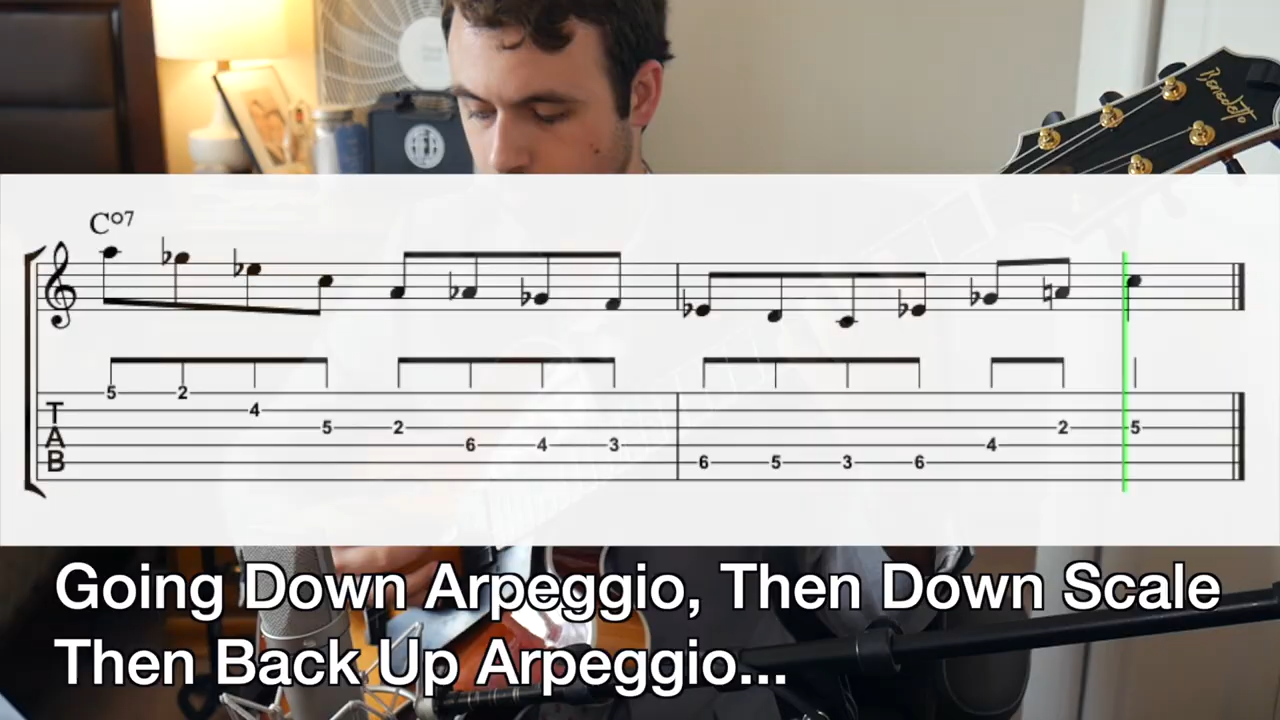 Benedetto
C°7
5 2 4 5 2 6 4 3 6 5 3 6 4 2 5
T
A
B
Going Down Arpeggio, Then Down Scale
Then Back Up Arpeggio...